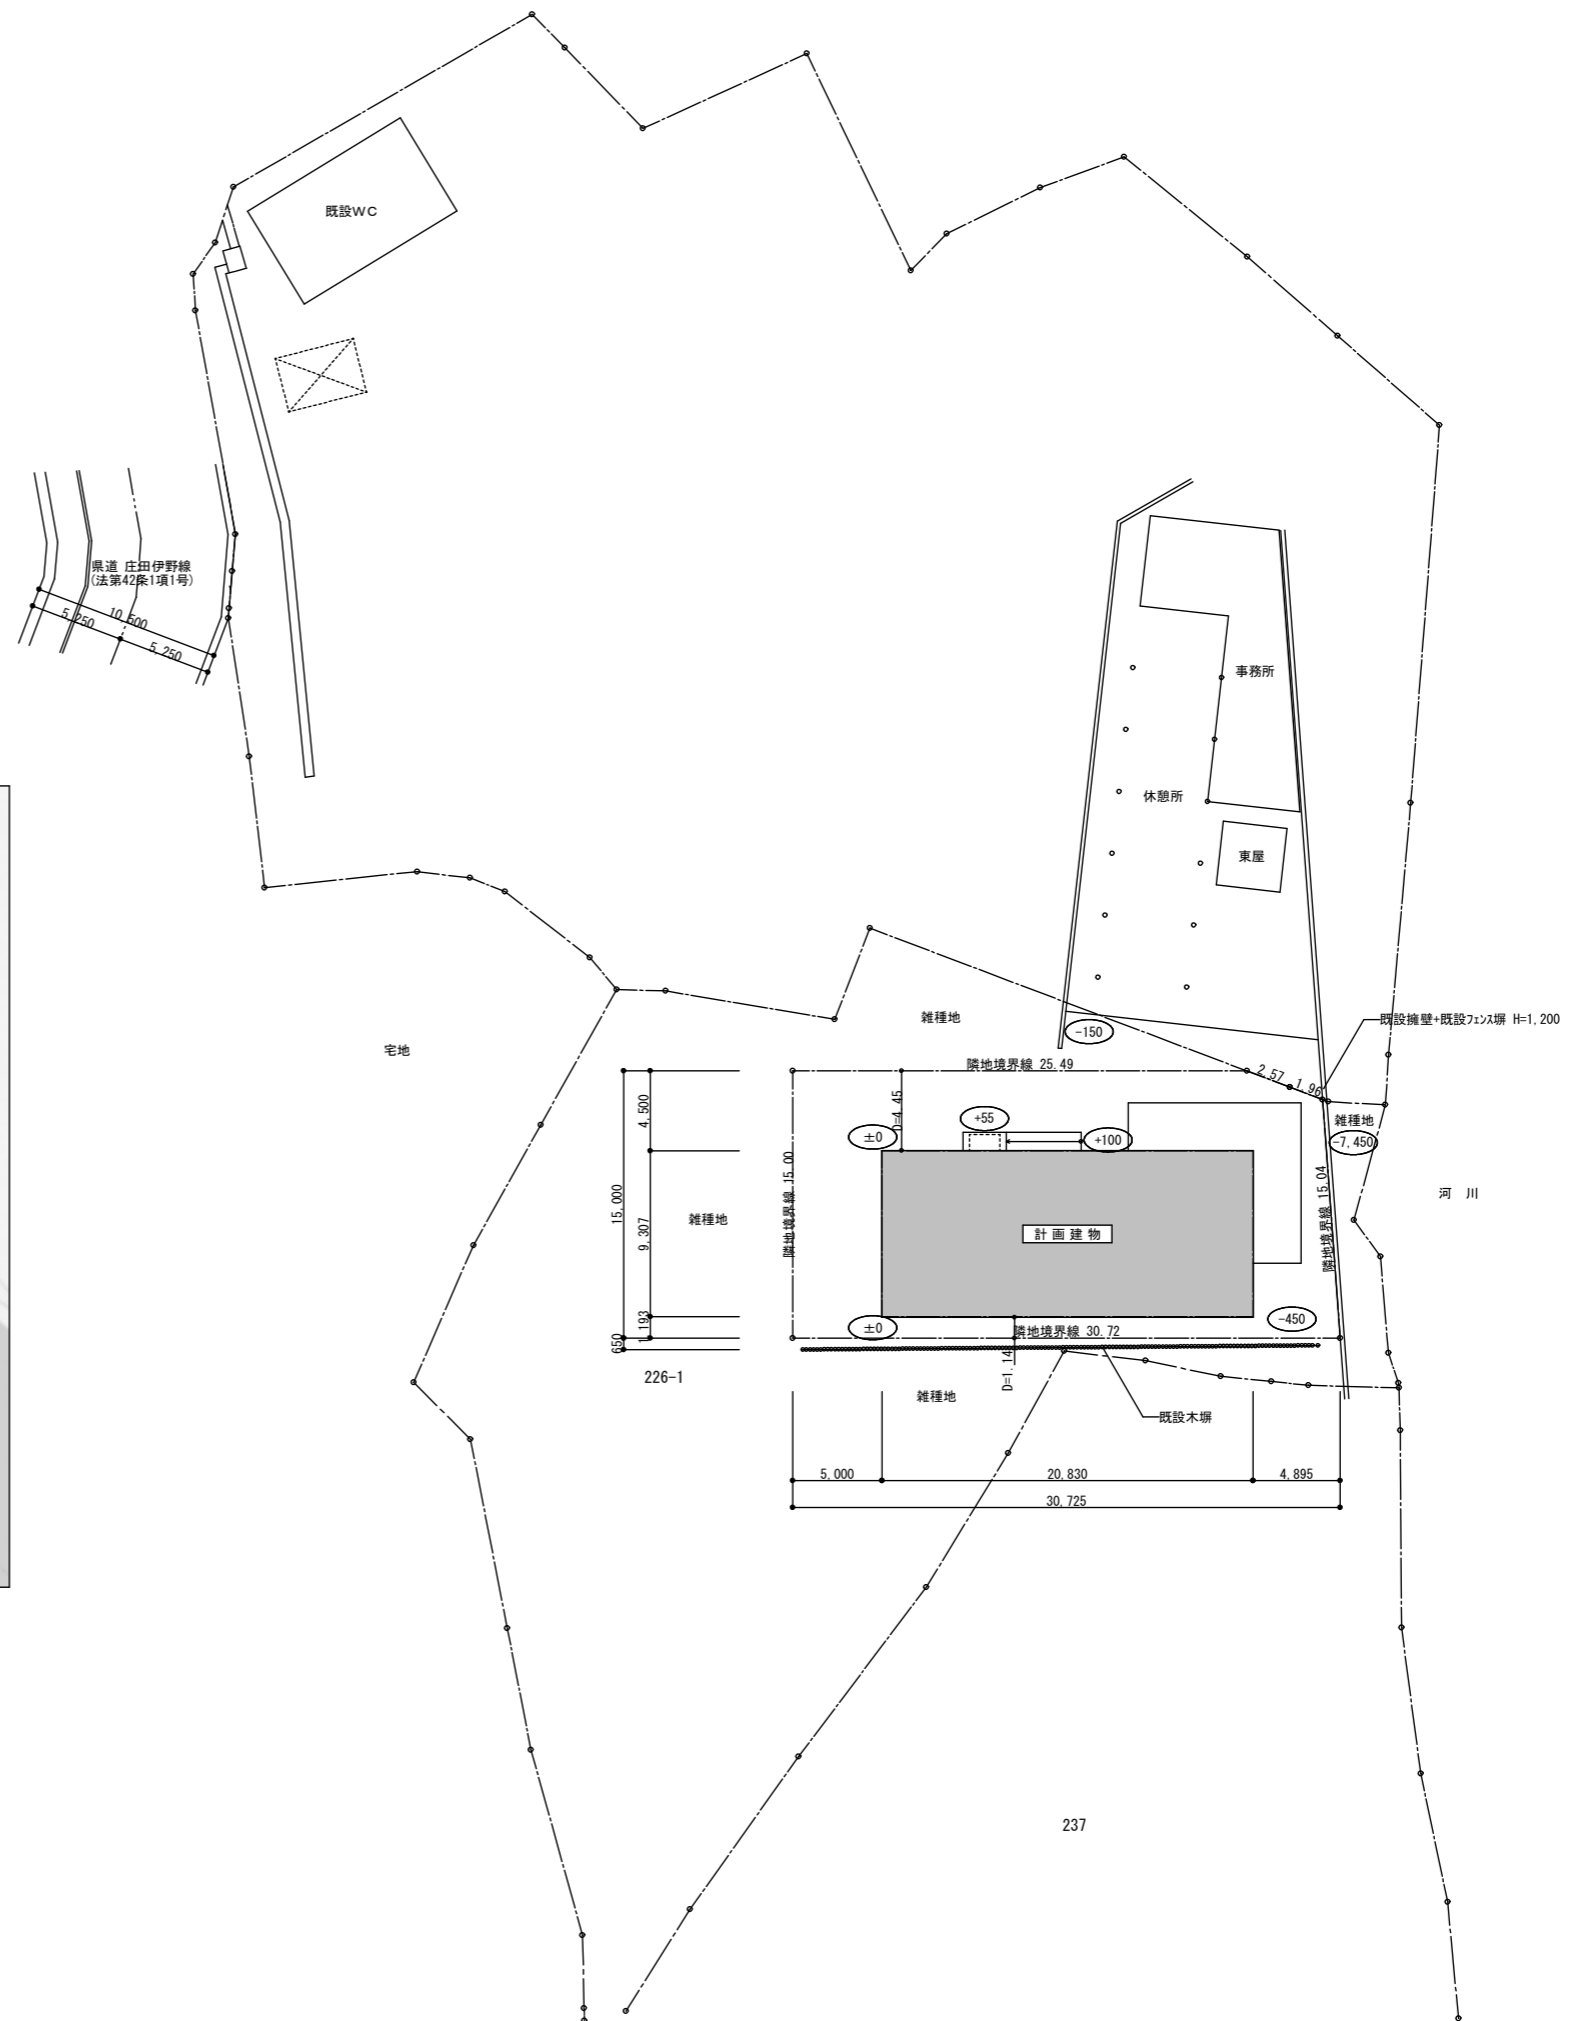 既設WC
県道 庄田伊野線
(法第42条1項1号)
10,500
5,250
5,250
事務所
休憩所
東屋
雑種地
-150
既設擁壁+既設フェンス塀 H=1,200
宅地
隣地境界線 25.49
2.57
1.96
雑種地
-7,450
河 川
4,500
D=4.45
+55
±0
+100
15,000
9,307
雑種地
隣地境界線 15.00
計画建物
隣地境界線 15.04
1,193
650
±0
隣地境界線 30.72
-450
226-1
D=1.14
雑種地
既設木塀
5,000
20,830
4,895
30,725
237